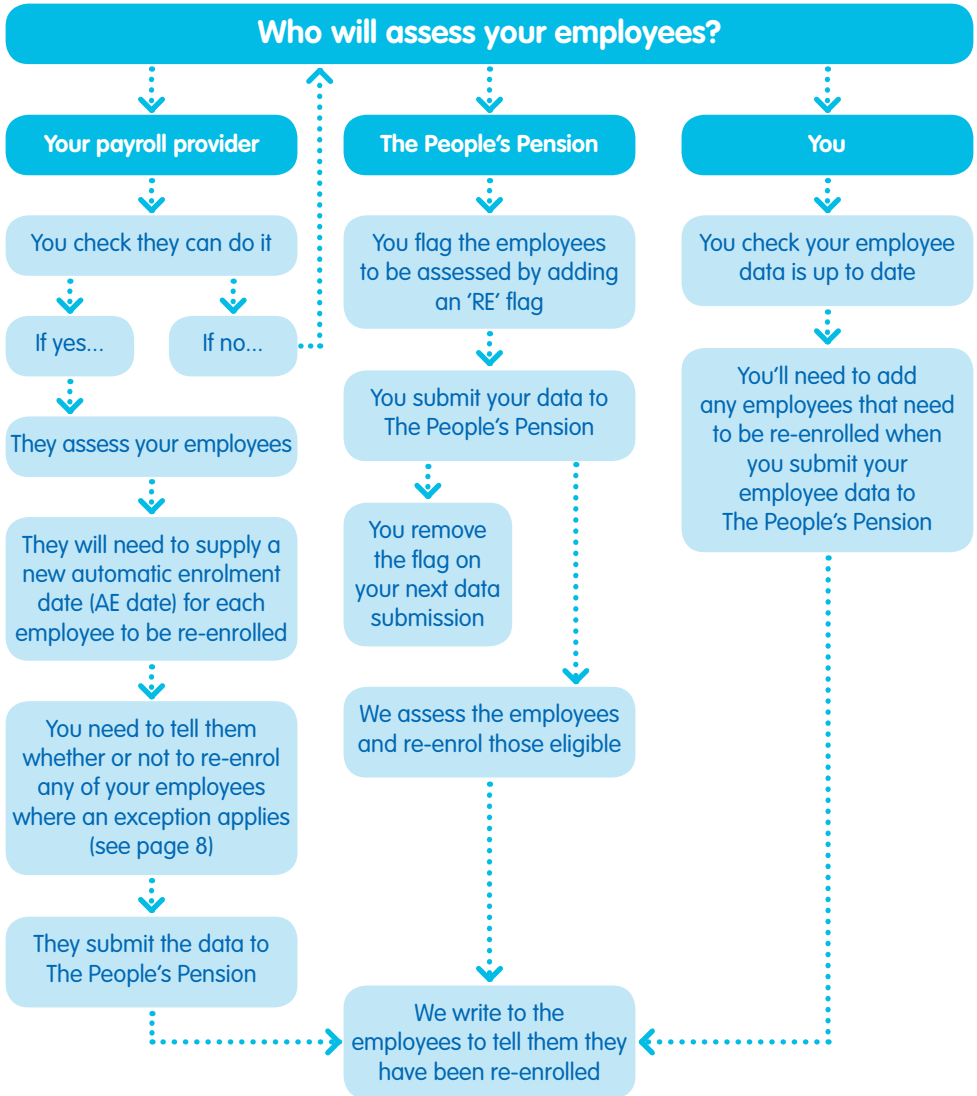 Who will assess your employees?
Your payroll provider
You check they can do it
If yes...
If no...
They assess your employees
They will need to supply a
new automatic enrolment
date (AE date) for each
employee to be re-enrolled
You need to tell them
whether or not to re-enrol
any of your employees
where an exception applies
(see page 8)
They submit the data to
The People’s Pension
The People’s Pension
You flag the employees
to be assessed by adding
an ‘RE’ flag
You submit your data to
The People’s Pension
You remove
the flag on
your next data
submission
We assess the employees
and re-enrol those eligible
You
You check your employee
data is up to date
You’ll need to add
any employees that need
to be re-enrolled when
you submit your
employee data to
The People’s Pension
We write to the
employees to tell them they
have been re-enrolled